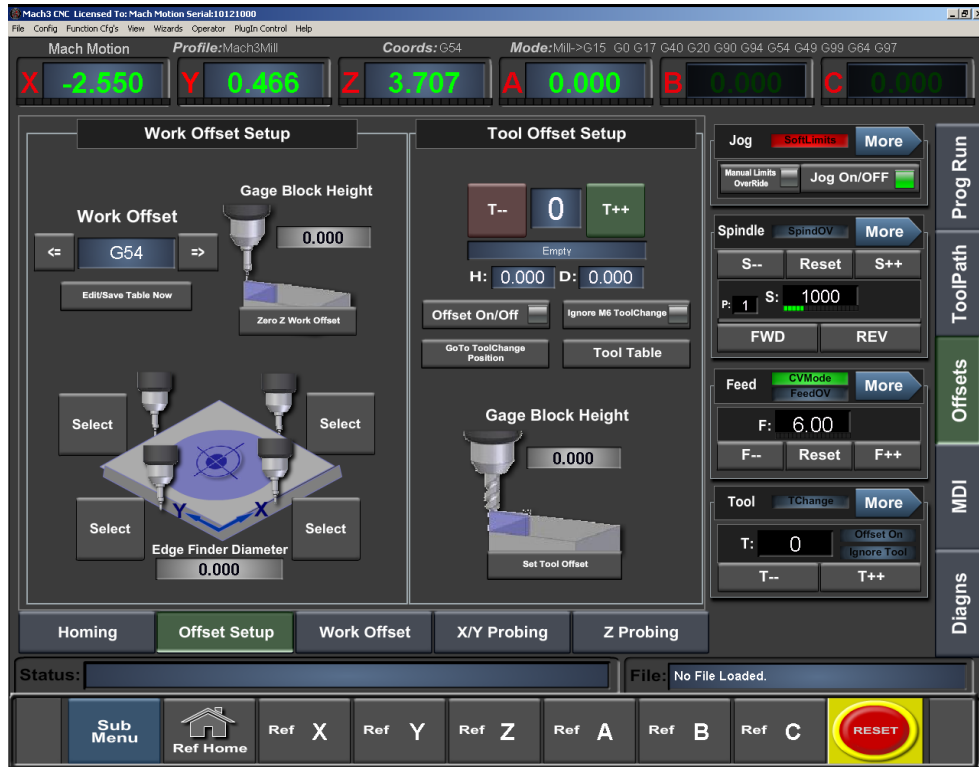 Mach3 CNC Licensed To: Mach Motion Serial:10121000
File Config Function Cfg's View Wizards Operator PlugIn Control Help
Mach Motion Profile:Mach3Mill Coords:G54 Mode:Mill->G15 G0 G17 G40 G20 G90 G94 G54 G49 G99 G64 G97
X -2.550 Y 0.466 Z 3.707 A 0.000 B 0.000 C 0.000
Work Offset Setup
Gage Block Height
0.000
Work Offset
<= G54 =>
Edit/Save Table Now
Zero Z Work Offset
Select
Select
Select
Select
Y X
Edge Finder Diameter
0.000
Tool Offset Setup
T-- 0 T++
Empty
H: 0.000 D: 0.000
Offset On/Off Ignore M6 ToolChange
GoTo ToolChange
Position
Tool Table
Gage Block Height
0.000
Set Tool Offset
Jog SoftLimits More
Manual Limits
OverRide
Jog On/OFF
Spindle SpindOV More
S-- Reset S++
P: 1 S: 1000
FWD REV
Feed CVMode FeedOV More
F: 6.00
F-- Reset F++
Tool TChange More
T: 0 Offset On
Ignore Tool
T-- T++
Prog Run
ToolPath
Offsets
MDI
Diagns
Homing Offset Setup Work Offset X/Y Probing Z Probing
Status: File: No File Loaded.
Sub
Menu
Ref Home
Ref X Ref Y Ref Z Ref A Ref B Ref C RESET